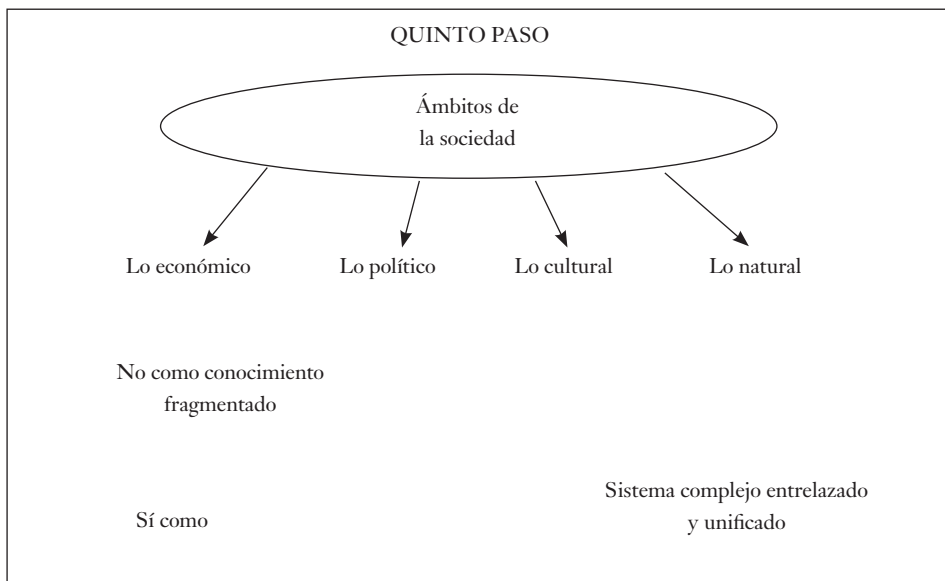 QUINTO PASO
Ámbitos de
la sociedad
Lo económico
Lo político
Lo cultural
Lo natural
No como conocimiento
fragmentado
Sí como
Sistema complejo entrelazado
y unificado